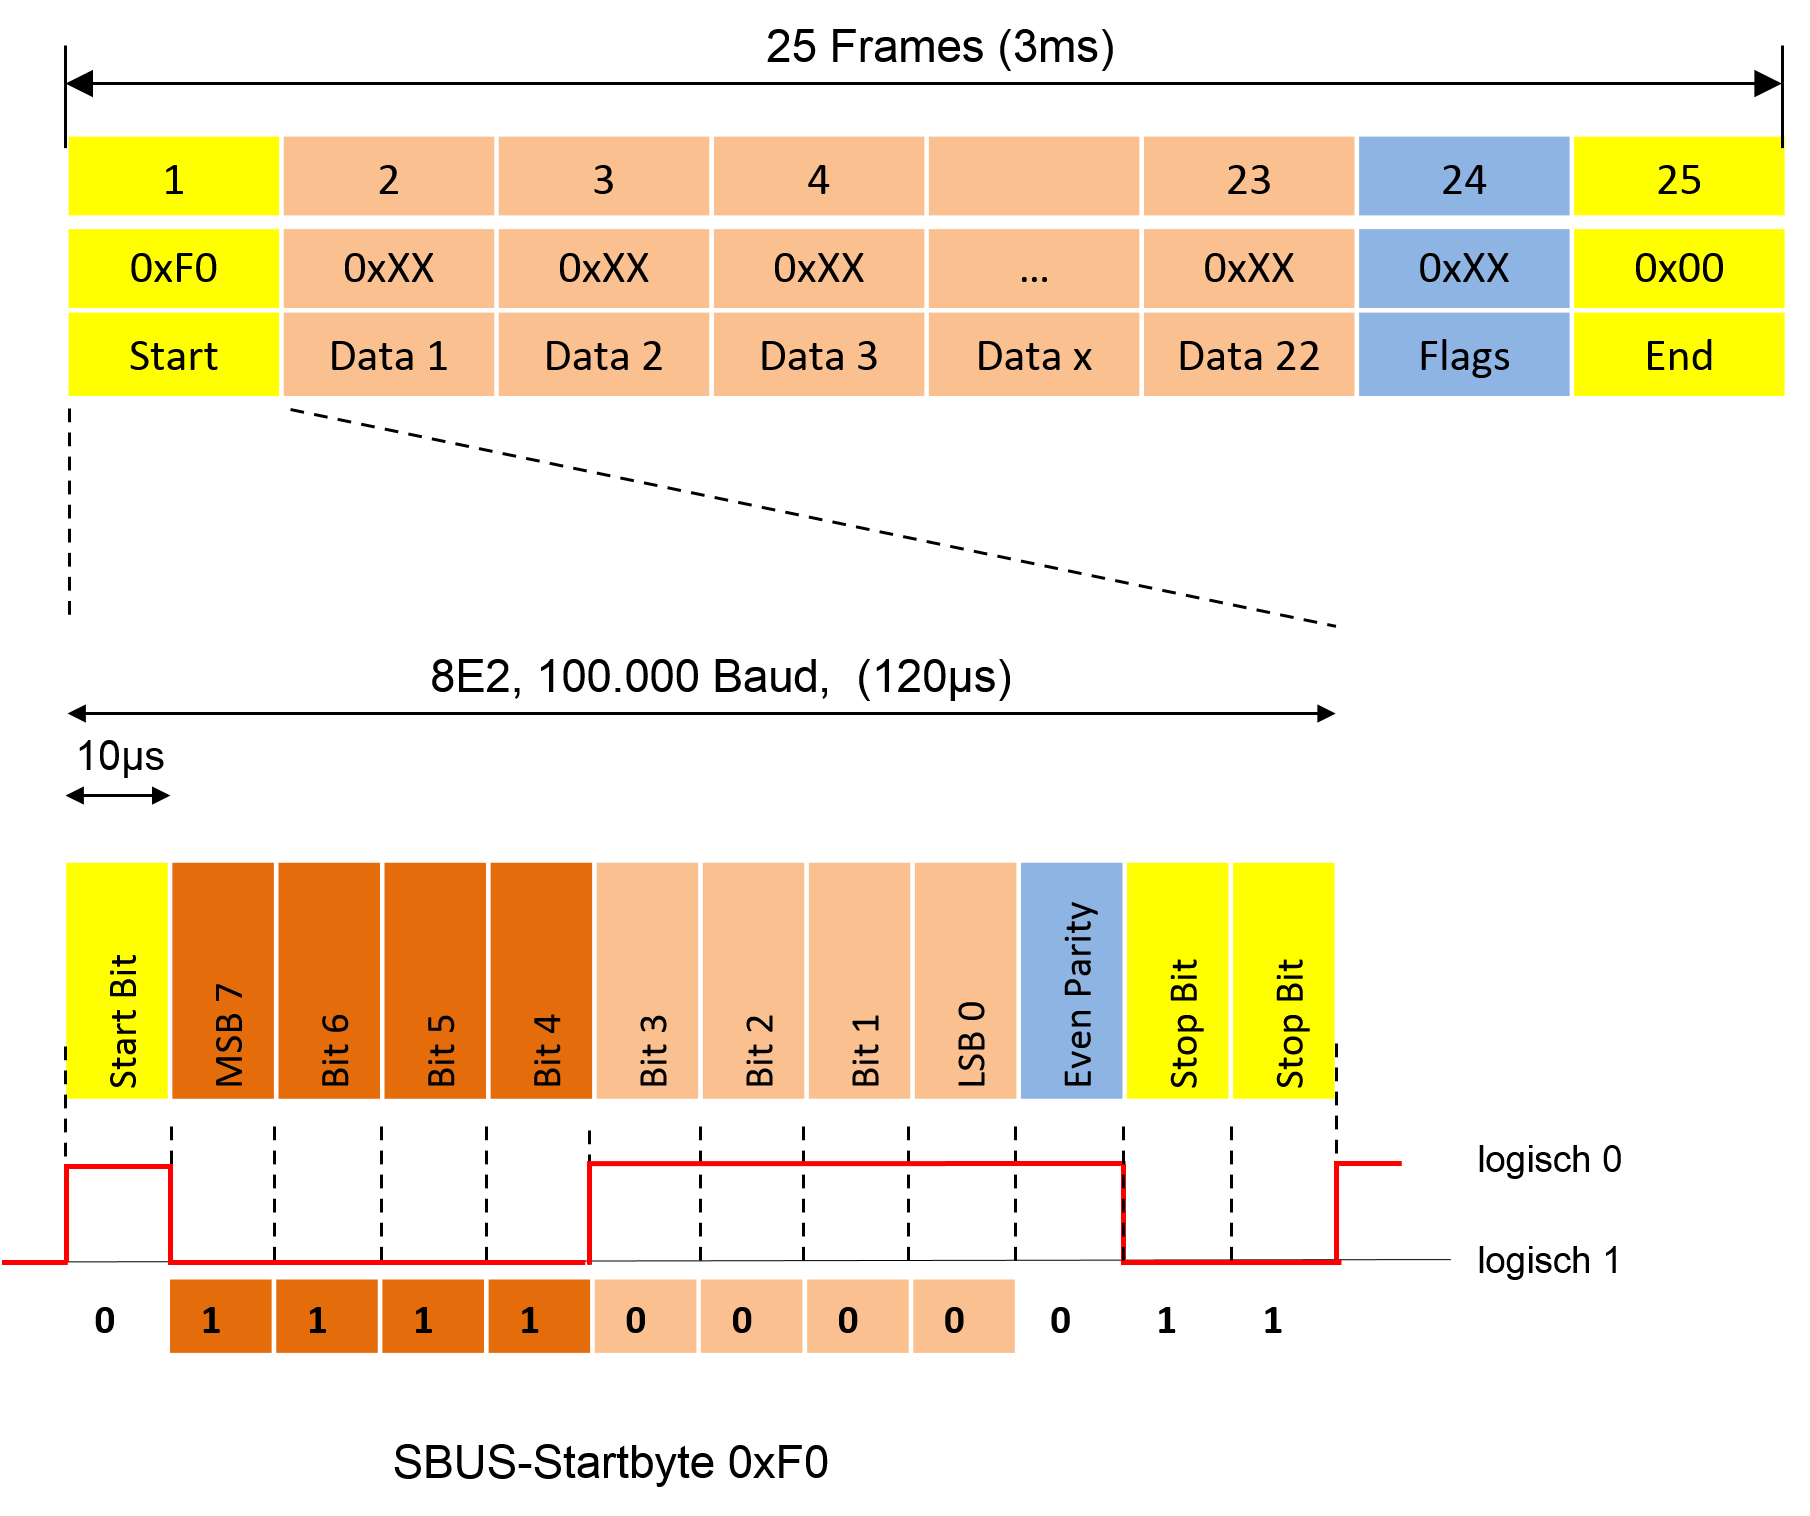 25 Frames (3ms)
1 2 3 4 23 24 25
0xF0 0xXX 0xXX 0xXX ... 0xXX 0xXX 0x00
Start Data 1 Data 2 Data 3 Data x Data 22 Flags End
8E2, 100.000 Baud, (120µs)
10µs
Start Bit
MSB 7
Bit 6
Bit 5
Bit 4
Bit 3
Bit 2
Bit 1
LSB 0
Even Parity
Stop Bit
Stop Bit
logisch 0
logisch 1
0 1 1 1 1 0 0 0 0 0 1 1
SBUS-Startbyte 0xF0